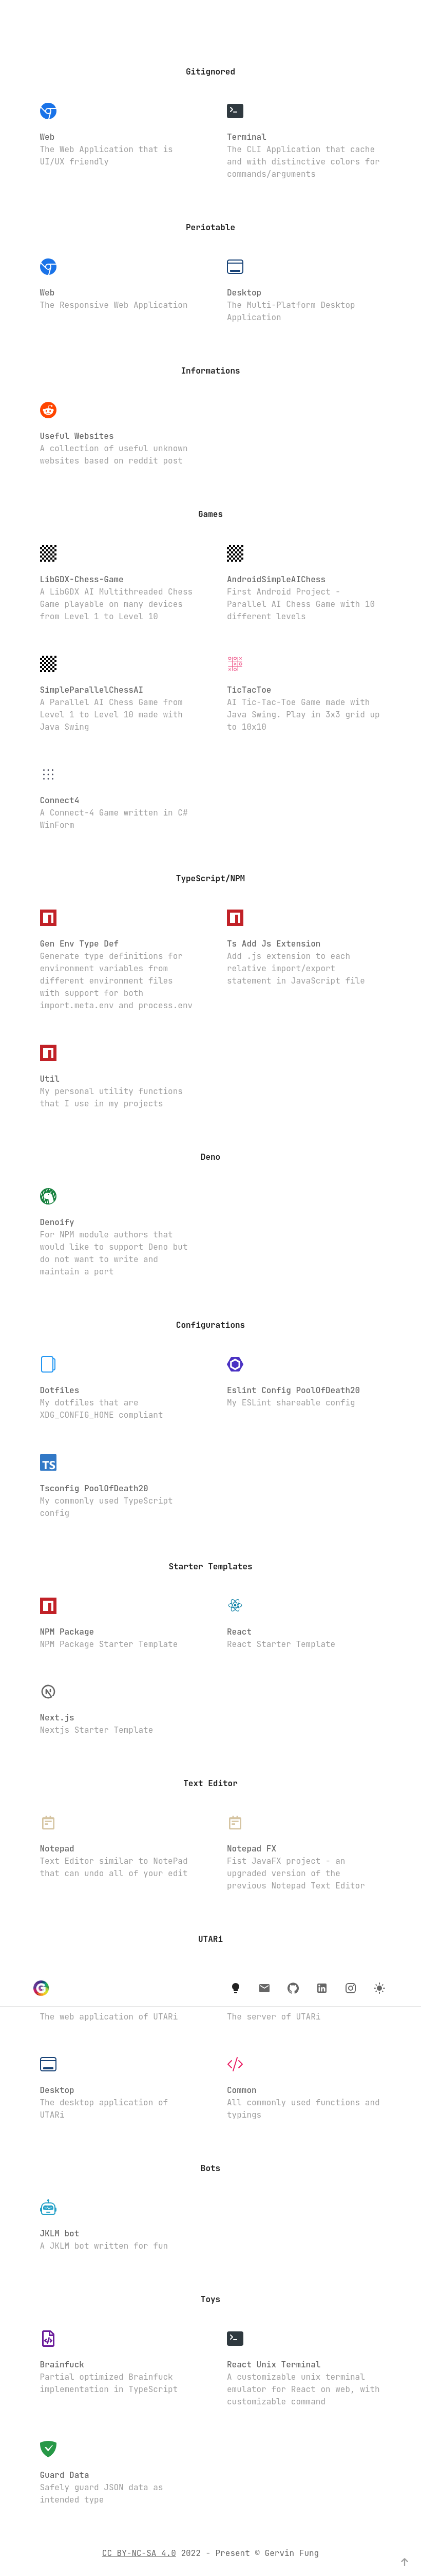 Gitignored
Web
The Web Application that is
UI/UX friendly
Terminal
The CLI Application that cache
and with distinctive colors for
commands/arguments
Periotable
Web
The Responsive Web Application
Desktop
The Multi-Platform Desktop
Application
Informations
Useful Websites
A collection of useful unknown
websites based on reddit post
Games
LibGDX-Chess-Game
A LibGDX AI Multithreaded Chess
Game playable on many devices
from Level 1 to Level 10
AndroidSimpleAIChess
First Android Project -
Parallel AI Chess Game with 10
different levels
SimpleParallelChessAI
A Parallel AI Chess Game from
Level 1 to Level 10 made with
Java Swing
TicTacToe
AI Tic-Tac-Toe Game made with
Java Swing. Play in 3x3 grid up
to 10x10
Connect4
A Connect-4 Game written in C#
WinForm
TypeScript/NPM
Gen Env Type Def
Generate type definitions for
environment variables from
different environment files
with support for both
import.meta.env and process.env
Ts Add Js Extension
Add .js extension to each
relative import/export
statement in JavaScript file
Util
My personal utility functions
that I use in my projects
Deno
Denoify
For NPM module authors that
would like to support Deno but
do not want to write and
maintain a port
Configurations
Dotfiles
My dotfiles that are
XDG_CONFIG_HOME compliant
Eslint Config PoolOfDeath20
My ESLint shareable config
TS
Tsconfig PoolOfDeath20
My commonly used TypeScript
config
Starter Templates
NPM Package
NPM Package Starter Template
React
React Starter Template
Next.js
Nextjs Starter Template
Text Editor
Notepad
Text Editor similar to NotePad
that can undo all of your edit
Notepad FX
Fist JavaFX project - an
upgraded version of the
previous Notepad Text Editor
UTARi
The web application of UTARi
The server of UTARi
Desktop
The desktop application of
UTARi
Common
All commonly used functions and
typings
Bots
JKLM bot
A JKLM bot written for fun
Toys
Brainfuck
Partial optimized Brainfuck
implementation in TypeScript
React Unix Terminal
A customizable unix terminal
emulator for React on web, with
customizable command
Guard Data
Safely guard JSON data as
intended type
CC BY-NC-SA 4.0 2022 - Present © Gervin Fung